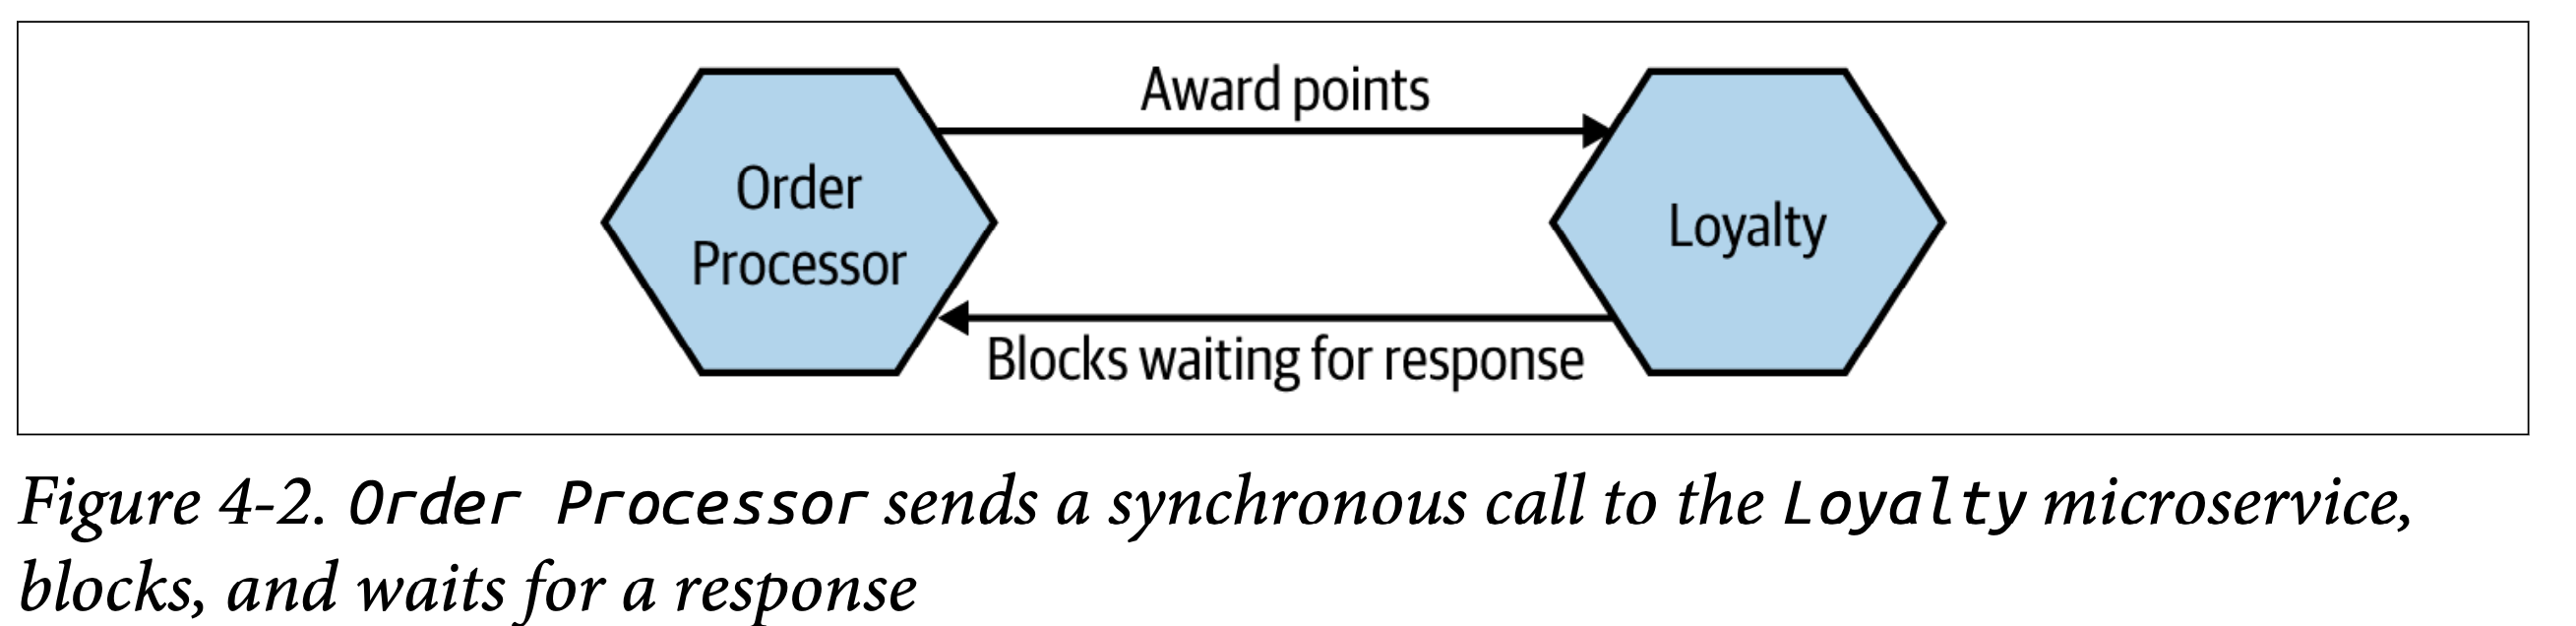 Award points
Order
Processor
Loyalty
Blocks waiting for response
Figure 4-2. Order Processor sends a synchronous call to the Loyalty microservice,
blocks, and waits for a response